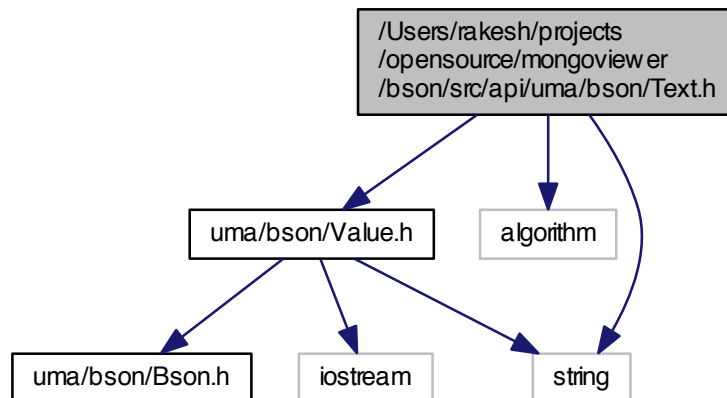 /Users/rakesh/projects
/opensource/mongoviewer
/bson/src/api/uma/bson/Text.h
uma/bson/Value.h
algorithm
uma/bson/Bson.h
iostream
string